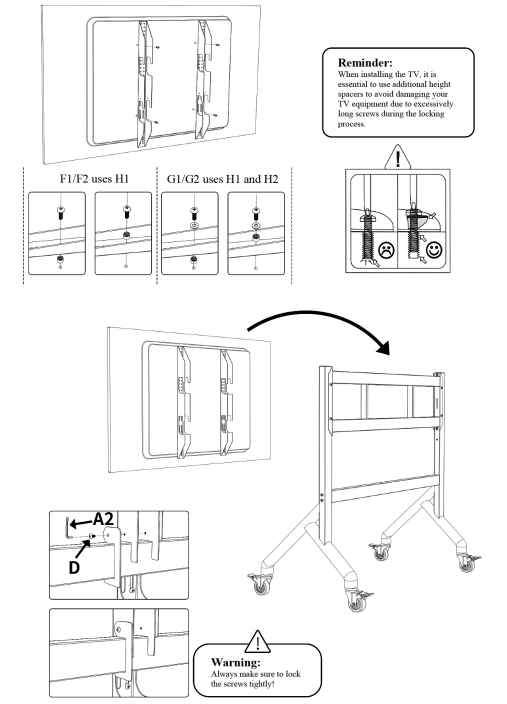 Reminder:
When installing the TV, it is
essential to use additional height
spacers to avoid damaging your
TV equipment due to excessively
long screws during the locking
process.
F1/F2 uses H1
G1/G2 uses H1 and H2
A2
D
Warning:
Always make sure to lock
the screws tightly!